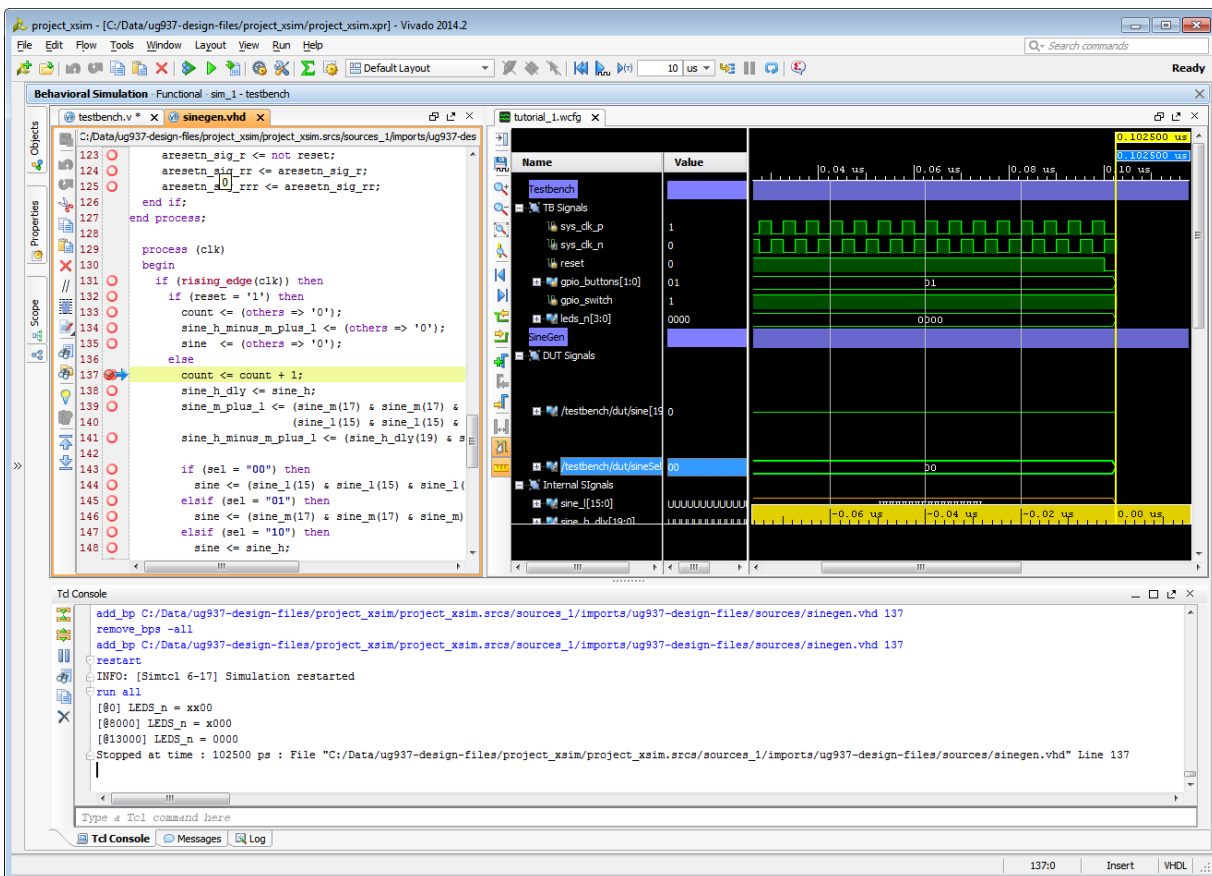 project_xsim - [C:/Data/ug937-design-files/project_xsim/project_xsim.xpr] - Vivado 2014.2
File Edit Flow Tools Window Layout View Run Help
Search commands
Default Layout
10 us
Ready
Behavioral Simulation - Functional - sim_1 - testbench
Objects
Properties
Scope
testbench.v *
sinegen.vhd
C:/Data/ug937-design-files/project_xsim/project_xsim.srcs/sources_1/imports/ug937-des
123 aresetn_sig_r <= not reset;
124 aresetn_sig_rr <= aresetn_sig_r;
125 aresetn_s 0 _rrr <= aresetn_sig_rr;
126 end if;
127 end process;
128
129 process (clk)
130 begin
131 if (rising_edge(clk)) then
132 if (reset = '1') then
133 count <= (others => '0');
134 sine_h_minus_m_plus_l <= (others => '0');
135 sine <= (others => '0');
136 else
137 count <= count + 1;
138 sine_h_dly <= sine_h;
139 sine_m_plus_l <= (sine_m(17) & sine_m(17) &
140 (sine_l(15) & sine_l(15) &
141 sine_h_minus_m_plus_l <= (sine_h_dly(19) & s
142
143 if (sel = "00") then
144 sine <= (sine_l(15) & sine_l(15) & sine_l(
145 elsif (sel = "01") then
146 sine <= (sine_m(17) & sine_m(17) & sine_m)
147 elsif (sel = "10") then
148 sine <= sine_h;
tutorial_1.wcfg
0.102500 us
0.102500 us
Name Value
0.04 us 0.06 us 0.08 us 0.10 us
Testbench
TB Signals
sys_clk_p 1
sys_clk_n 0
reset 0
gpio_buttons[1:0] 01 01
gpio_switch 1
leds_n[3:0] 0000 0000
SineGen
DUT Signals
/testbench/dut/sine[19 0
/testbench/dut/sineSel 00 00
Internal SIgnals
sine_l[15:0] UUUUUUUUUUUU
sine_h_dly[19:0]
-0.06 us -0.04 us -0.02 us 0.00 us
Tcl Console
add_bp C:/Data/ug937-design-files/project_xsim/project_xsim.srcs/sources_1/imports/ug937-design-files/sources/sinegen.vhd 137
remove_bps -all
add_bp C:/Data/ug937-design-files/project_xsim/project_xsim.srcs/sources_1/imports/ug937-design-files/sources/sinegen.vhd 137
restart
INFO: [Simtcl 6-17] Simulation restarted
run all
[@0] LEDS_n = xx00
[@8000] LEDS_n = x000
[@13000] LEDS_n = 0000
Stopped at time : 102500 ps : File "C:/Data/ug937-design-files/project_xsim/project_xsim.srcs/sources_1/imports/ug937-design-files/sources/sinegen.vhd" Line 137
Type a Tcl command here
Tcl Console Messages Log
137:0 Insert VHDL